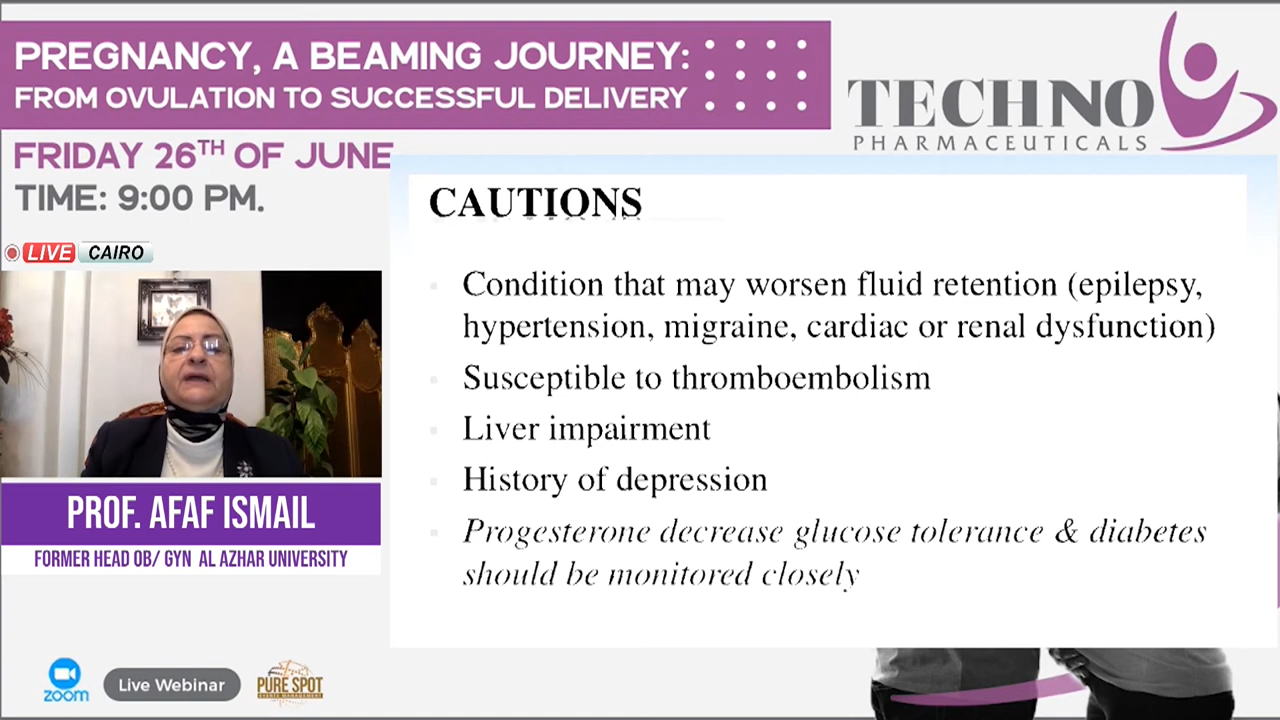 PREGNANCY, A BEAMING JOURNEY:
FROM OVULATION TO SUCCESSFUL DELIVERY
TECHNO
PHARMACEUTICALS
FRIDAY 26TH OF JUNE
TIME: 9:00 PM.
LIVE CAIRO
CAUTIONS
Condition that may worsen fluid retention (epilepsy,
hypertension, migraine, cardiac or renal dysfunction)
Susceptible to thromboembolism
Liver impairment
History of depression
Progesterone decrease glucose tolerance & diabetes
should be monitored closely
PROF. AFAF ISMAIL
FORMER HEAD OB/ GYN AL AZHAR UNIVERSITY
zoom
Live Webinar
PURE SPOT
EVENTS MANAGEMENT